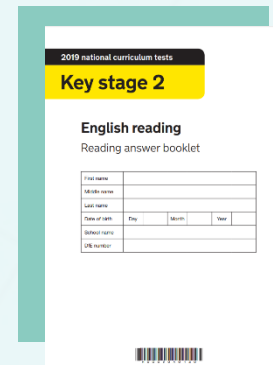 2019 national curriculum tests
Key stage 2
English reading
Reading answer booklet
First name
Middle name
Last name
Date of birth Day Month Year
School name
DfE number